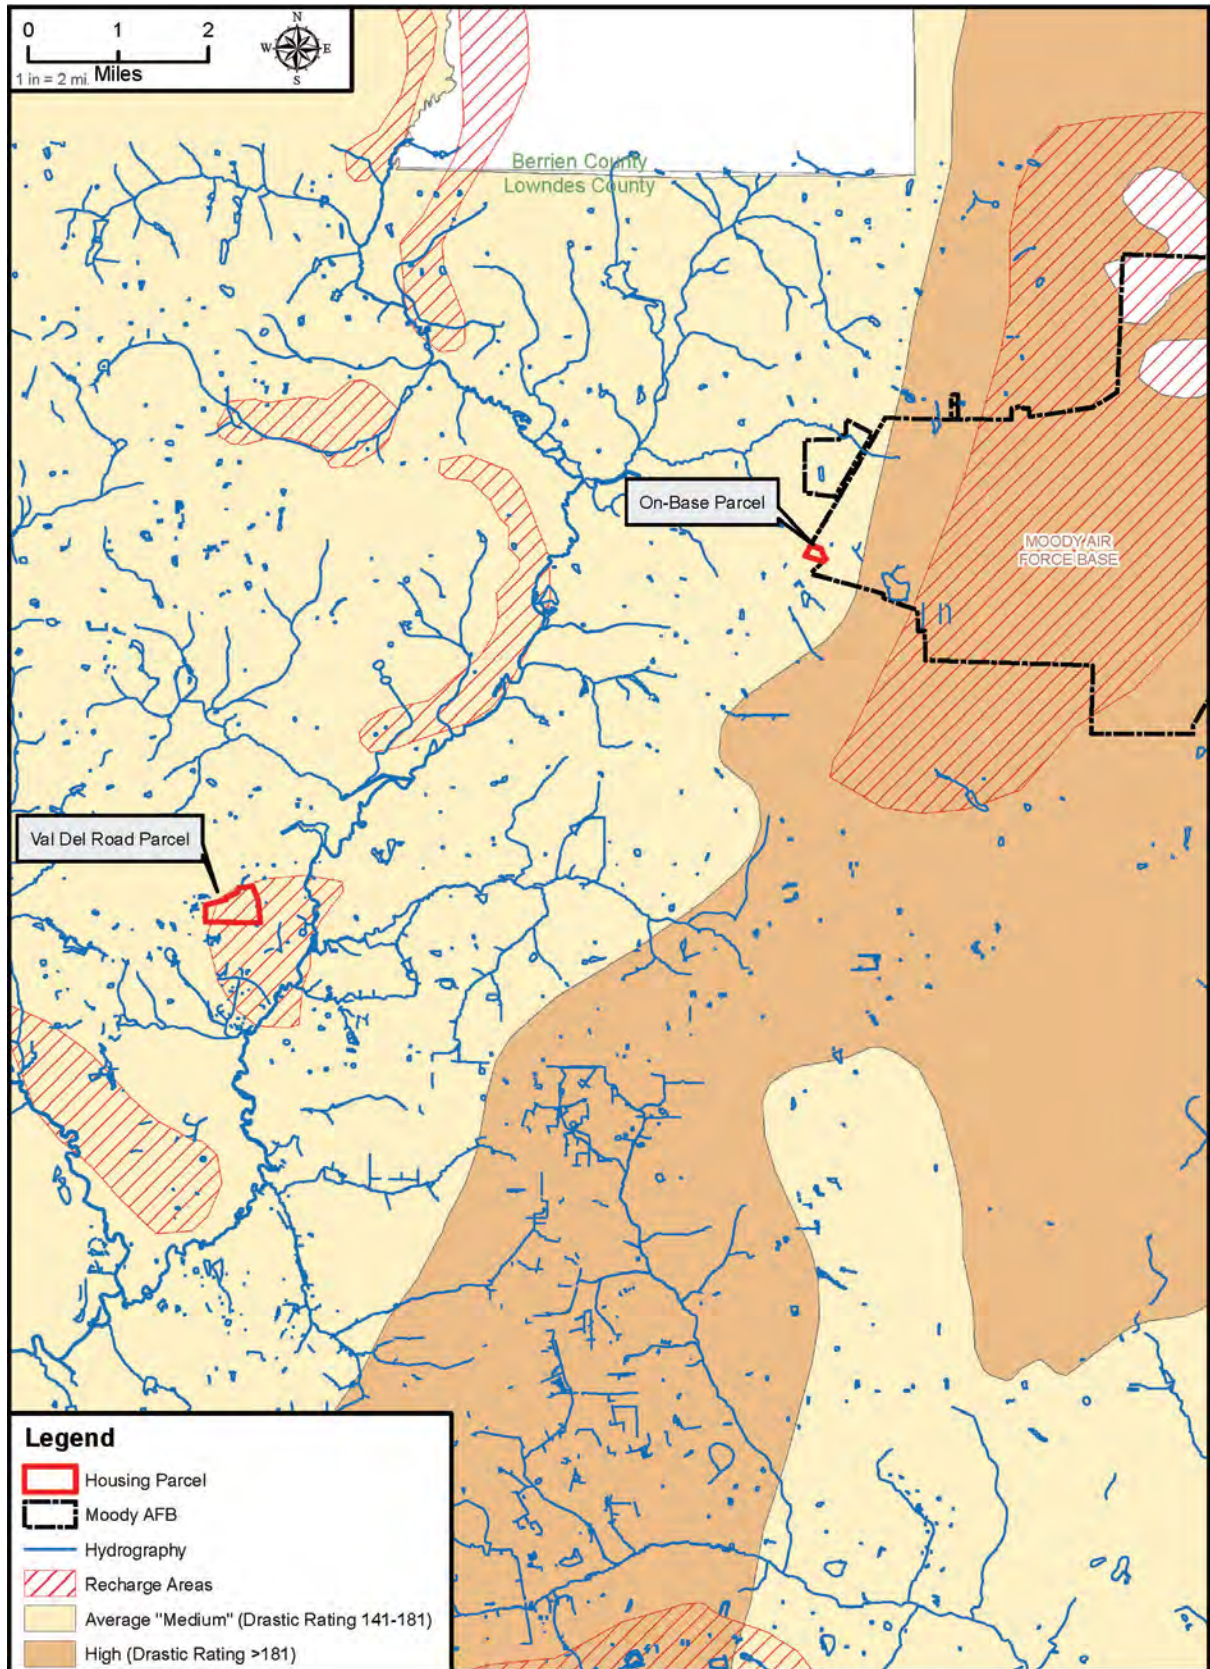 0 1 2
1 in = 2 mi. Miles
N
W E
S
Berrien County
Lowndes County
On-Base Parcel
MOODY AIR
FORCE BASE
Val Del Road Parcel
Legend
Housing Parcel
Moody AFB
Hydrography
Recharge Areas
Average "Medium" (Drastic Rating 141-181)
High (Drastic Rating >181)